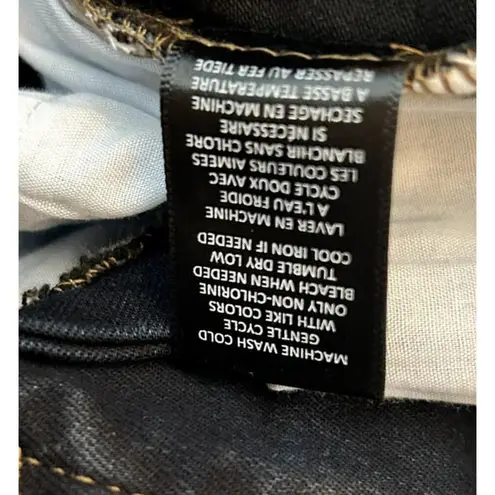 MACHINE WASH COLD
GENTLE CYCLE
WITH LIKE COLORS
ONLY NON-CHLORINE
BLEACH WHEN NEEDED
TUMBLE DRY LOW
COOL IRON IF NEEDED
LAVER EN MACHINE
A L'EAU FROIDE
CYCLE DOUX AVEC
LES COULEURS AIMEES
BLANCHIR SANS CHLORE
SI NECESSAIRE
SECHAGE EN MACHINE
A BASSE TEMPERATURE
REPASSER AU FER TIEDE